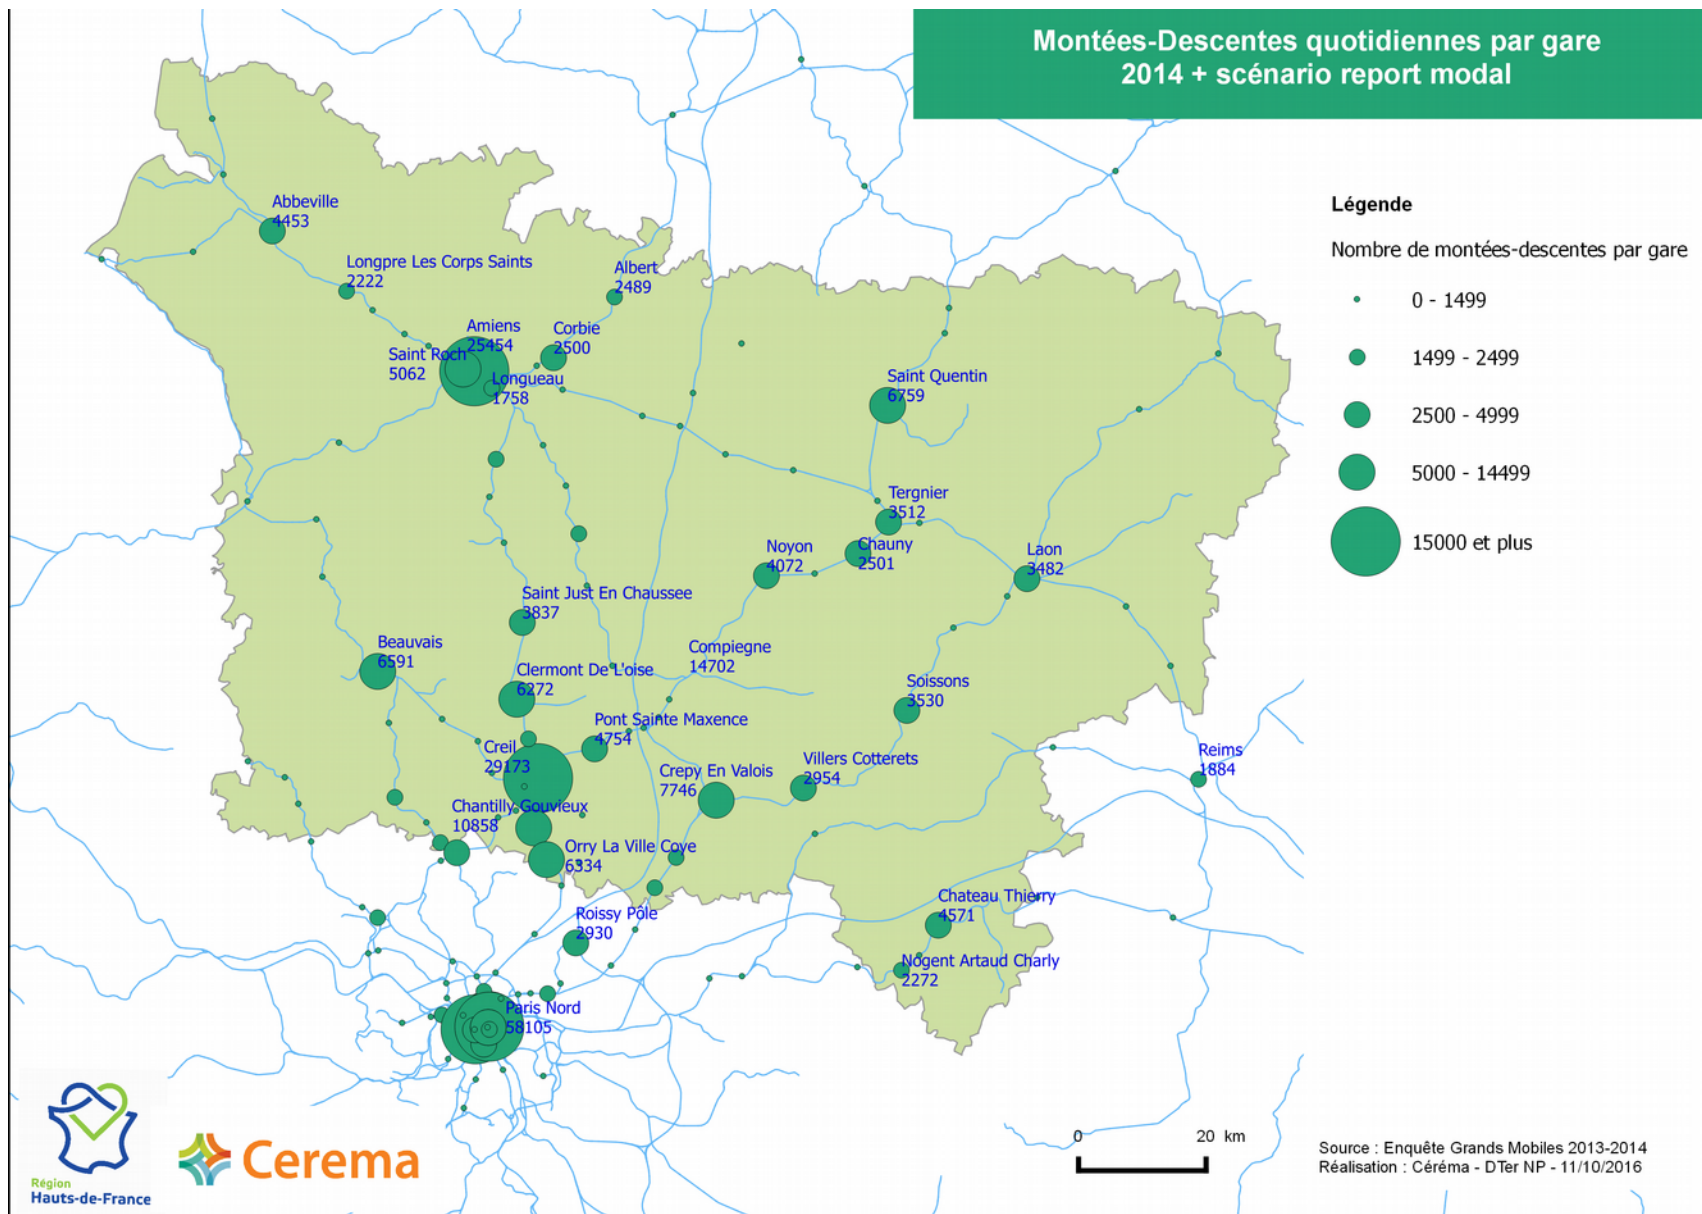 Montées-Descentes quotidiennes par gare
2014 + scénario report modal
Légende
Nombre de montées-descentes par gare
0 - 1499
1499 - 2499
2500 - 4999
5000 - 14499
15000 et plus
Abbeville
4453
Longpre Les Corps Saints
2222
Albert
2489
Amiens
25454
Corbie
2500
Saint Roch
5062
Longueau
1758
Saint Quentin
6759
Tergnier
3512
Chauny
2501
Noyon
4072
Laon
3482
Saint Just En Chaussee
3837
Beauvais
6591
Compiegne
14702
Clermont De L'oise
6272
Soissons
3530
Pont Sainte Maxence
4754
Creil
29173
Crepy En Valois
7746
Villers Cotterets
2954
Reims
1884
Chantilly Gouvieux
10858
Orry La Ville Coye
6334
Chateau Thierry
4571
Roissy Pôle
2930
Nogent Artaud Charly
2272
Paris Nord
58105
Région
Hauts-de-France
Cerema
0 20 km
Source : Enquête Grands Mobiles 2013-2014
Réalisation : Céréma - DTer NP - 11/10/2016